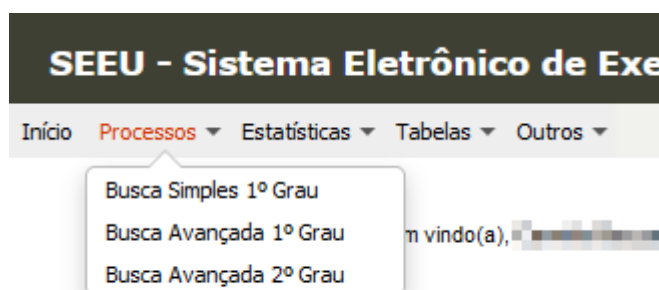 SEEU - Sistema Eletrônico de Exe
Início Processos Estatísticas Tabelas Outros
Busca Simples 1º Grau
Busca Avançada 1º Grau
m vindo(a),
Busca Avançada 2º Grau